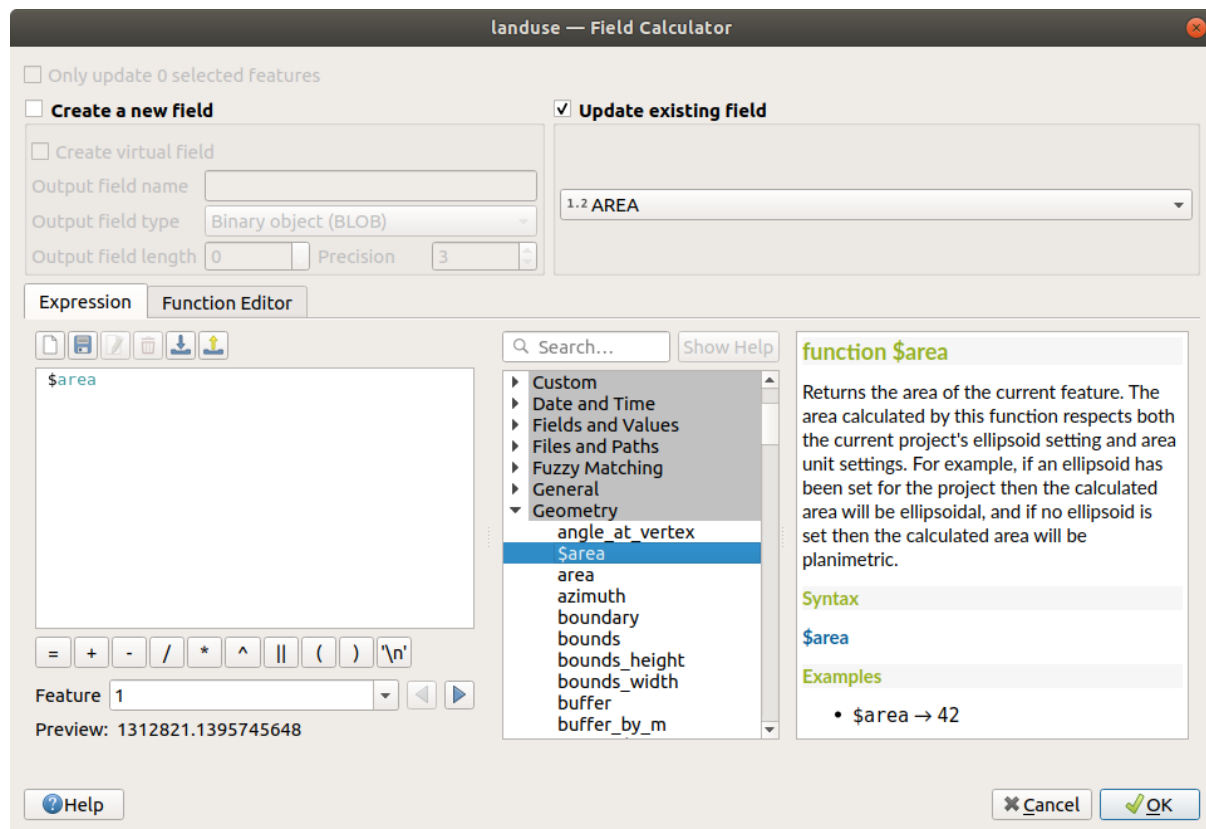 landuse — Field Calculator
Only update 0 selected features
Create a new field
Update existing field
Create virtual field
Output field name
Output field type Binary object (BLOB)
Output field length 0 Precision 3
1.2 AREA
Expression Function Editor
$area
= + - / * ^ || ( ) '\n'
Feature 1
Preview: 1312821.1395745648
Search... Show Help
Custom
Date and Time
Fields and Values
Files and Paths
Fuzzy Matching
General
Geometry
angle_at_vertex
$area
area
azimuth
boundary
bounds
bounds_height
bounds_width
buffer
buffer_by_m
function $area
Returns the area of the current feature. The
area calculated by this function respects both
the current project's ellipsoid setting and area
unit settings. For example, if an ellipsoid has
been set for the project then the calculated
area will be ellipsoidal, and if no ellipsoid is
set then the calculated area will be
planimetric.
Syntax
$area
Examples
• $area → 42
Help Cancel OK